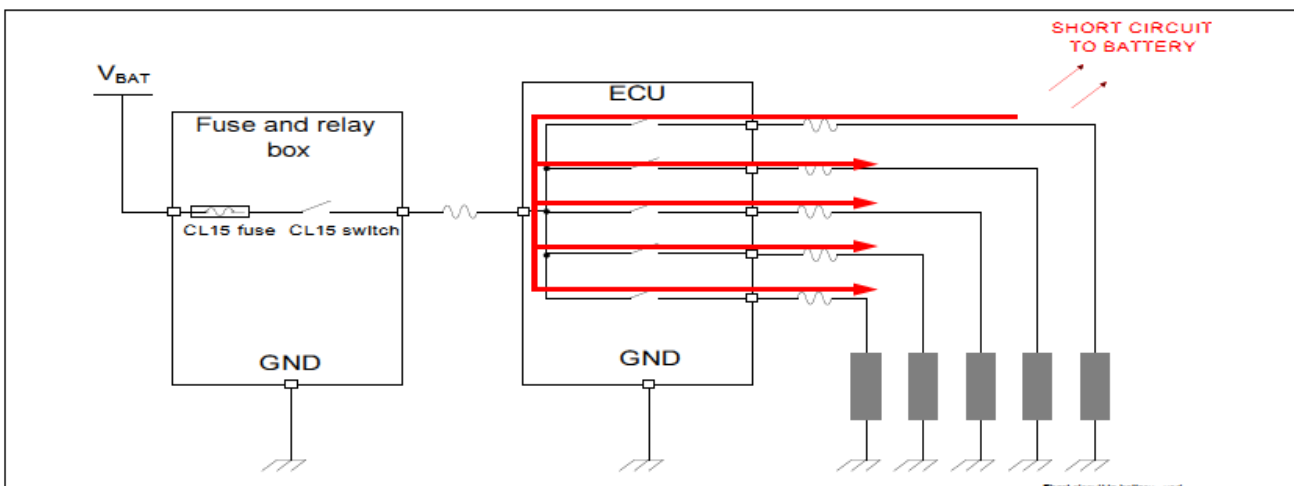 SHORT CIRCUIT
TO BATTERY
VBAT
ECU
Fuse and relay
box
CL15 fuse CL15 switch
GND
GND